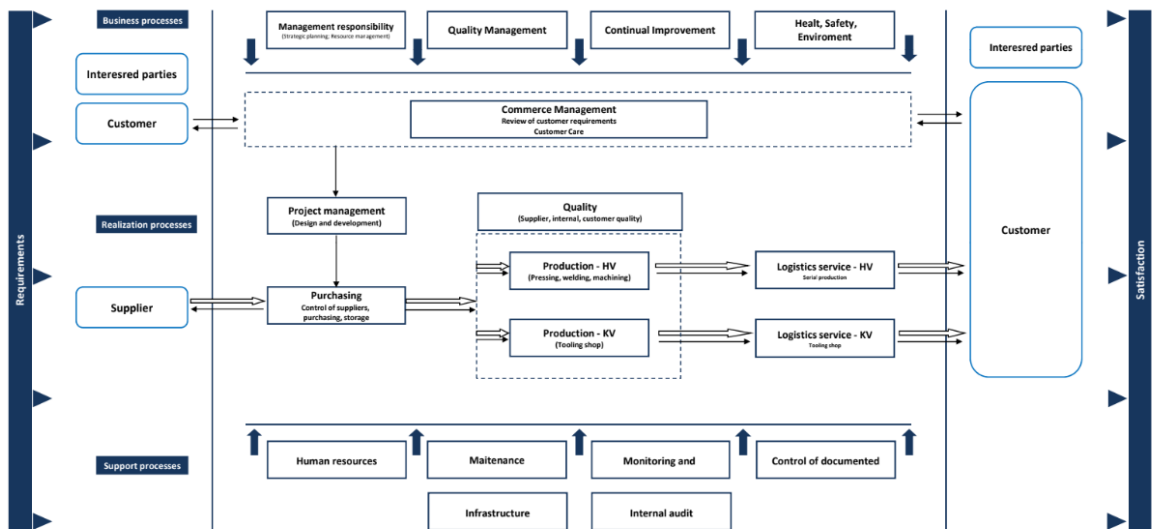 Business processes
Management responsibility
(Strategic planning, Resource management)
Quality Management
Continual Improvement
Healt, Safety,
Enviroment
Interesred parties
Interesred parties
Customer
Commerce Management
Review of customer requirements
Customer Care
Requirements
Realization processes
Project management
(Design and development)
Quality
(Supplier, internal, customer quality)
Customer
Satisfaction
Production - HV
(Pressing, welding, machining)
Logistics service - HV
Serial production
Supplier
Purchasing
Control of suppliers,
purchasing, storage
Production - KV
(Tooling shop)
Logistics service - KV
Tooling shop
Support processes
Human resources
Maitenance
Monitoring and
Control of documented
Infrastructure
Internal audit